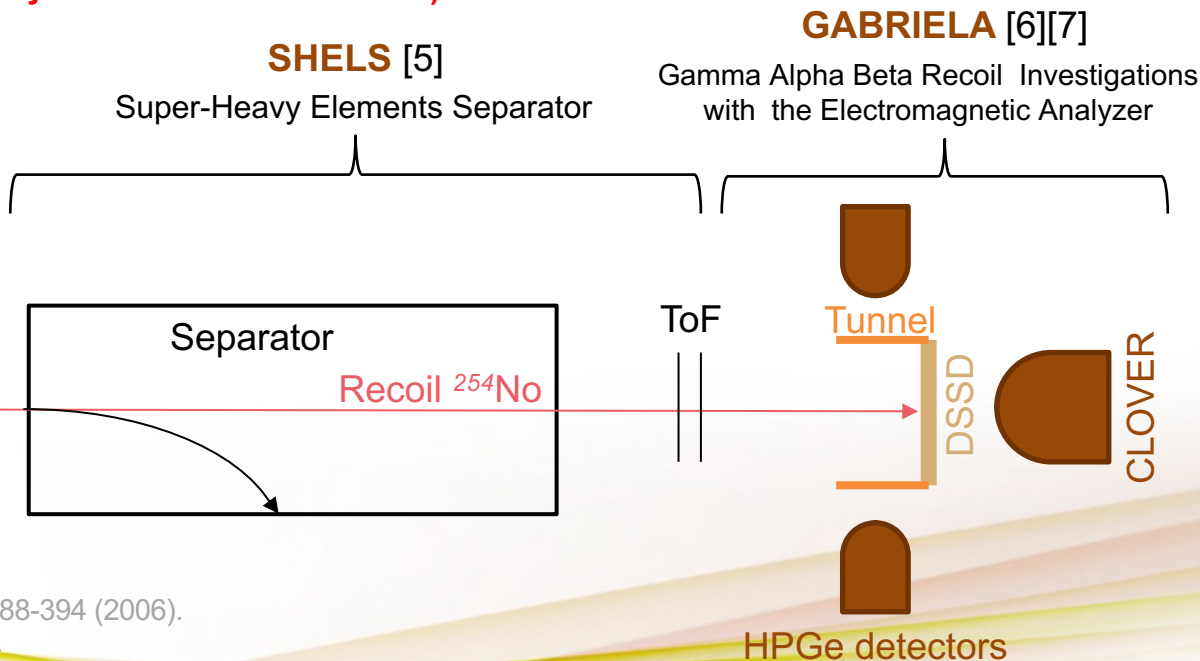 SHELS [5]
Super-Heavy Elements Separator
GABRIELA [6][7]
Gamma Alpha Beta Recoil Investigations
with the Electromagnetic Analyzer
Separator
Recoil ²⁵⁴No
ToF
Tunnel
DSSD
CLOVER
HPGe detectors
88-394 (2006).